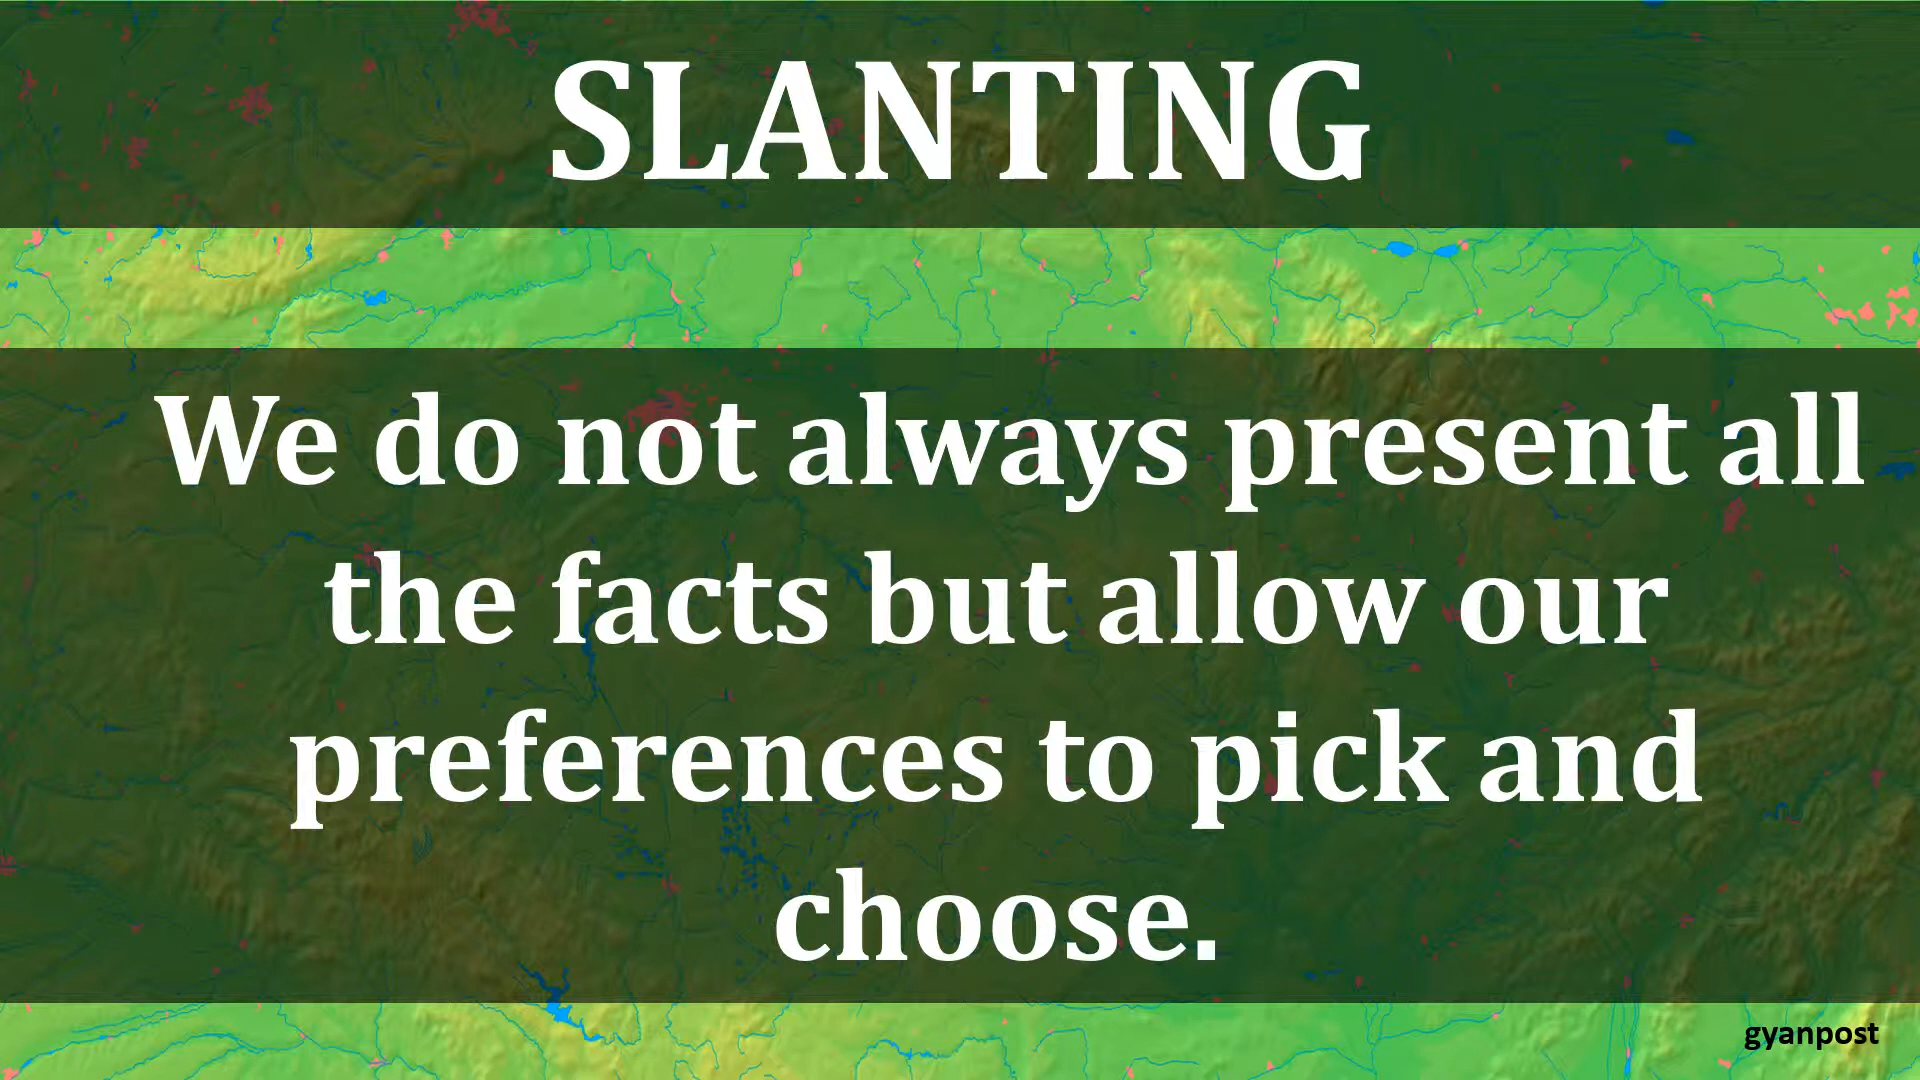 SLANTING
We do not always present all
the facts but allow our
preferences to pick and
choose.
gyanpost